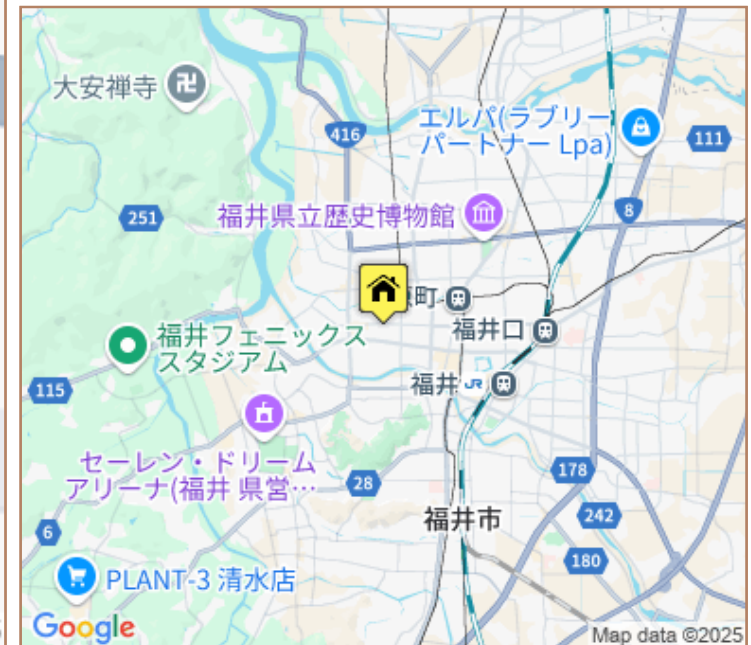 大安禅寺
416
エルパ(ラブリー
パートナー Lpa)
111
251
福井県立歴史博物館
8
町
福井口
福井フェニックス
スタジアム
115
福井 JR
セーレン・ドリーム
アリーナ(福井 県営…
28
178
福井市
242
6
180
PLANT-3 清水店
Google
Map data ©2025